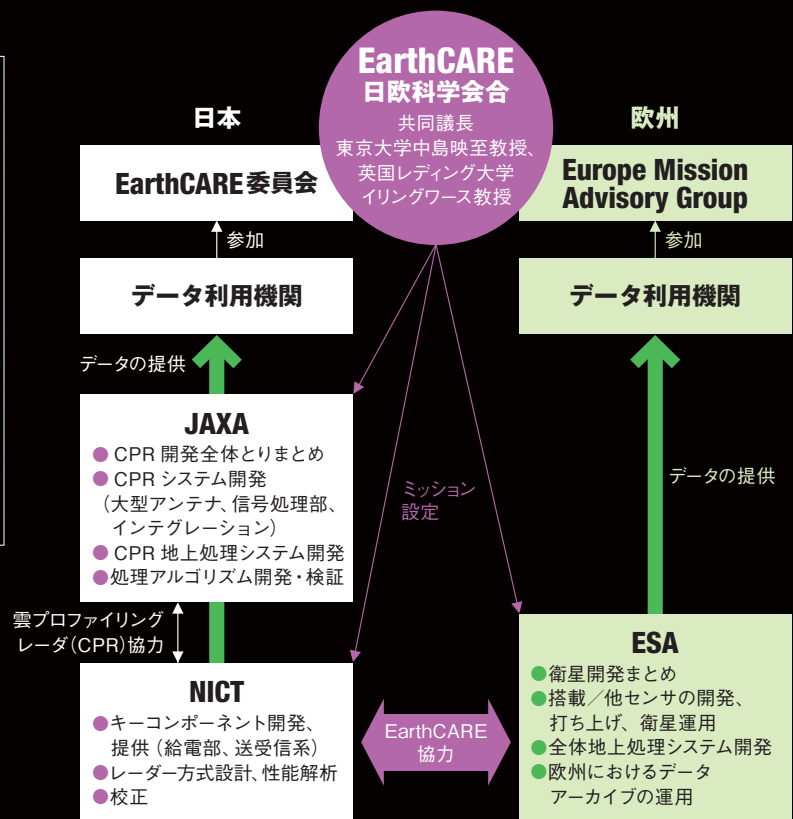 EarthCARE
日欧科学会合
共同議長
東京大学中島映至教授、
英国レディング大学
イリングワース教授
日本
EarthCARE委員会
参加
データ利用機関
データの提供
JAXA
● CPR 開発全体とりまとめ
● CPR システム開発
（大型アンテナ、信号処理部、
インテグレーション）
● CPR 地上処理システム開発
●処理アルゴリズム開発・検証
雲プロファイリング
レーダ（CPR）協力
NICT
●キーコンポーネント開発、
提供（給電部、送受信系）
●レーダー方式設計、性能解析
●校正
ミッション
設定
EarthCARE
協力
欧州
Europe Mission
Advisory Group
参加
データ利用機関
データの提供
ESA
●衛星開発まとめ
●搭載／他センサの開発、
打ち上げ、衛星運用
●全体地上処理システム開発
●欧州におけるデータ
アーカイブの運用